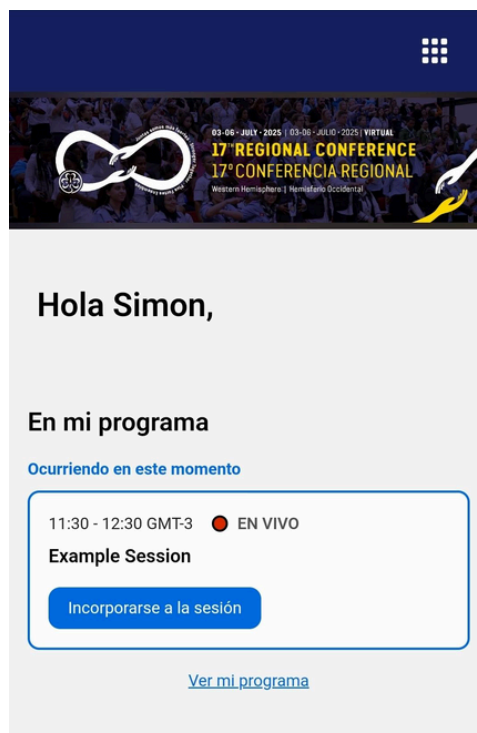 03-06 - JULY - 2025 | 03-06 - JULIO - 2025 | VIRTUAL
17TH REGIONAL CONFERENCE
17º CONFERENCIA REGIONAL
Western Hemisphere | Hemisferio Occidental
Hola Simon,
En mi programa
Ocurriendo en este momento
11:30 - 12:30 GMT-3 EN VIVO
Example Session
Incorporarse a la sesión
Ver mi programa